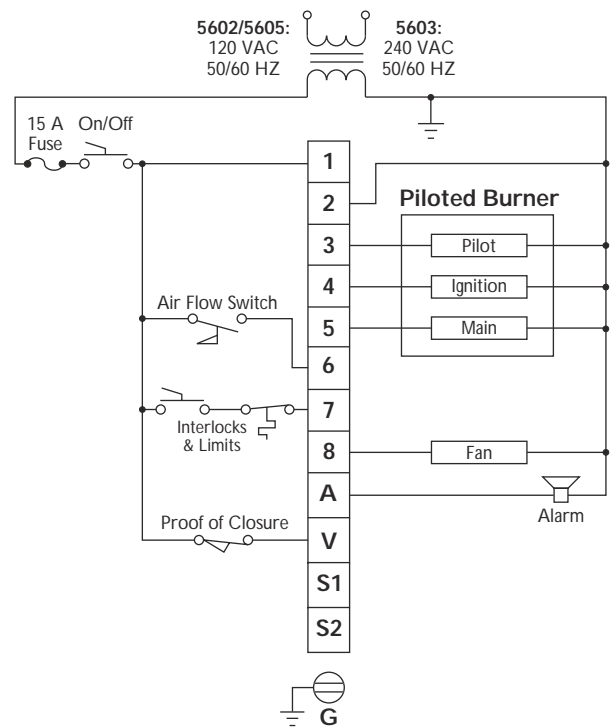 5602/5605:
120 VAC
50/60 HZ
5603:
240 VAC
50/60 HZ
15 A
Fuse
On/Off
1
2
Piloted Burner
3
Pilot
4
Ignition
5
Main
Air Flow Switch
6
7
Interlocks
& Limits
8
Fan
A
Alarm
Proof of Closure
V
S1
S2
G